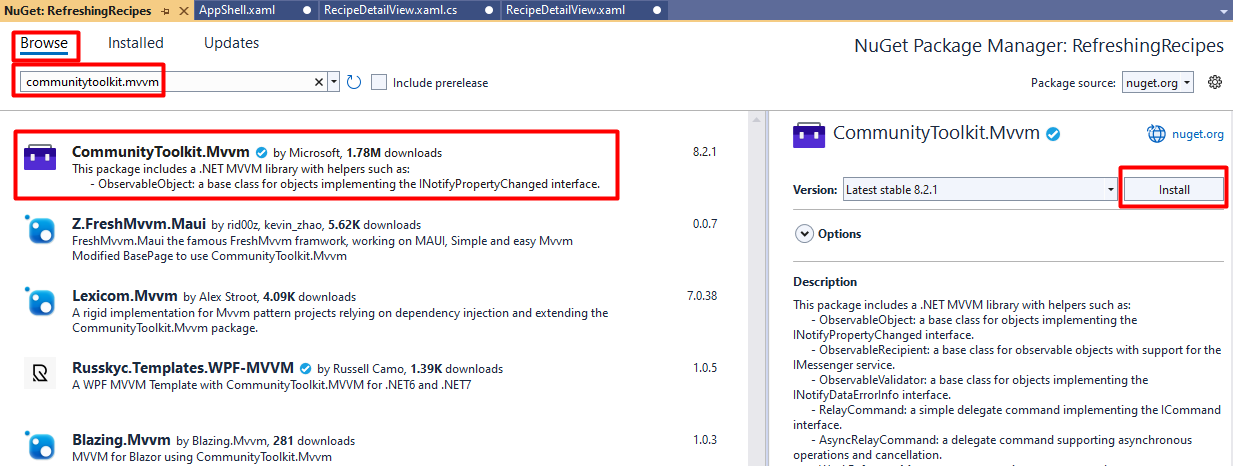 NuGet: RefreshingRecipes
AppShell.xaml
RecipeDetailView.xaml.cs
RecipeDetailView.xaml
Browse
Installed
Updates
NuGet Package Manager: RefreshingRecipes
communitytoolkit.mvvm
Include prerelease
Package source:
nuget.org
CommunityToolkit.Mvvm by Microsoft, 1.78M downloads
8.2.1
This package includes a .NET MVVM library with helpers such as:
- ObservableObject: a base class for objects implementing the INotifyPropertyChanged interface.
Z.FreshMvvm.Maui by rid00z, kevin_zhao, 5.62K downloads
0.0.7
FreshMvvm.Maui the famous FreshMvvm framwork, working on MAUI, Simple and easy Mvvm
Modified BasePage to use CommunityToolkit.Mvvm
Lexicom.Mvvm by Alex Stroot, 4.09K downloads
7.0.38
A rigid implementation for Mvvm pattern projects relying on dependency injection and extending the
CommunityToolkit.Mvvm package.
Russkyc.Templates.WPF-MVVM by Russell Camo, 1.39K downloads
1.0.5
A WPF MVVM Template with CommunityToolkit.MVVM for .NET6 and .NET7
Blazing.Mvvm by Blazing.Mvvm, 281 downloads
1.0.3
MVVM for Blazor using CommunityToolkit.Mvvm
CommunityToolkit.Mvvm
nuget.org
Version:
Latest stable 8.2.1
Install
Options
Description
This package includes a .NET MVVM library with helpers such as:
- ObservableObject: a base class for objects implementing the
INotifyPropertyChanged interface.
- ObservableRecipient: a base class for observable objects with support for the
IMessenger service.
- ObservableValidator: a base class for objects implementing the
INotifyDataErrorInfo interface.
- RelayCommand: a simple delegate command implementing the ICommand
interface.
- AsyncRelayCommand: a delegate command supporting asynchronous
operations and cancellation.